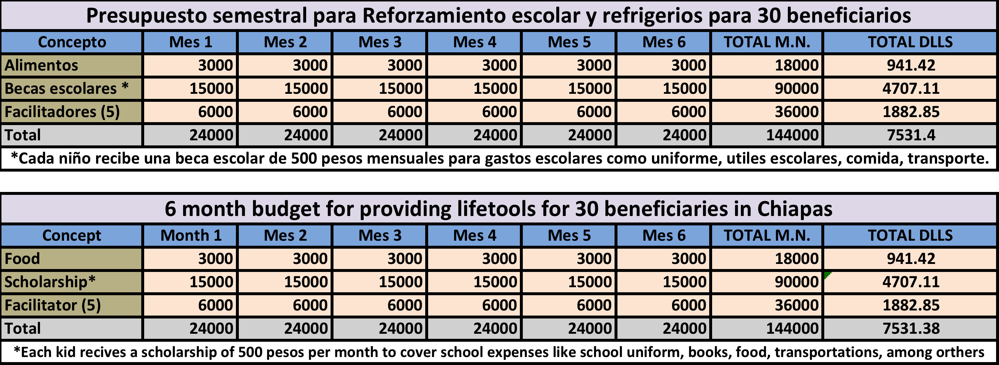 Presupuesto semestral para Reforzamiento escolar y refrigerios para 30 beneficiarios
Concepto Mes 1 Mes 2 Mes 3 Mes 4 Mes 5 Mes 6 TOTAL M.N. TOTAL DLLS
Alimentos 3000 3000 3000 3000 3000 3000 18000 941.42
Becas escolares * 15000 15000 15000 15000 15000 15000 90000 4707.11
Facilitadores (5) 6000 6000 6000 6000 6000 6000 36000 1882.85
Total 24000 24000 24000 24000 24000 24000 144000 7531.4
*Cada niño recibe una beca escolar de 500 pesos mensuales para gastos escolares como uniforme, utiles escolares, comida, transporte.
6 month budget for providing lifetools for 30 beneficiaries in Chiapas
Concept Month 1 Mes 2 Mes 3 Mes 4 Mes 5 Mes 6 TOTAL M.N. TOTAL DLLS
Food 3000 3000 3000 3000 3000 3000 18000 941.42
Scholarship* 15000 15000 15000 15000 15000 15000 90000 4707.11
Facilitator (5) 6000 6000 6000 6000 6000 6000 36000 1882.85
Total 24000 24000 24000 24000 24000 24000 144000 7531.38
*Each kid recives a scholarship of 500 pesos per month to cover school expenses like school uniform, books, food, transportations, among orthers